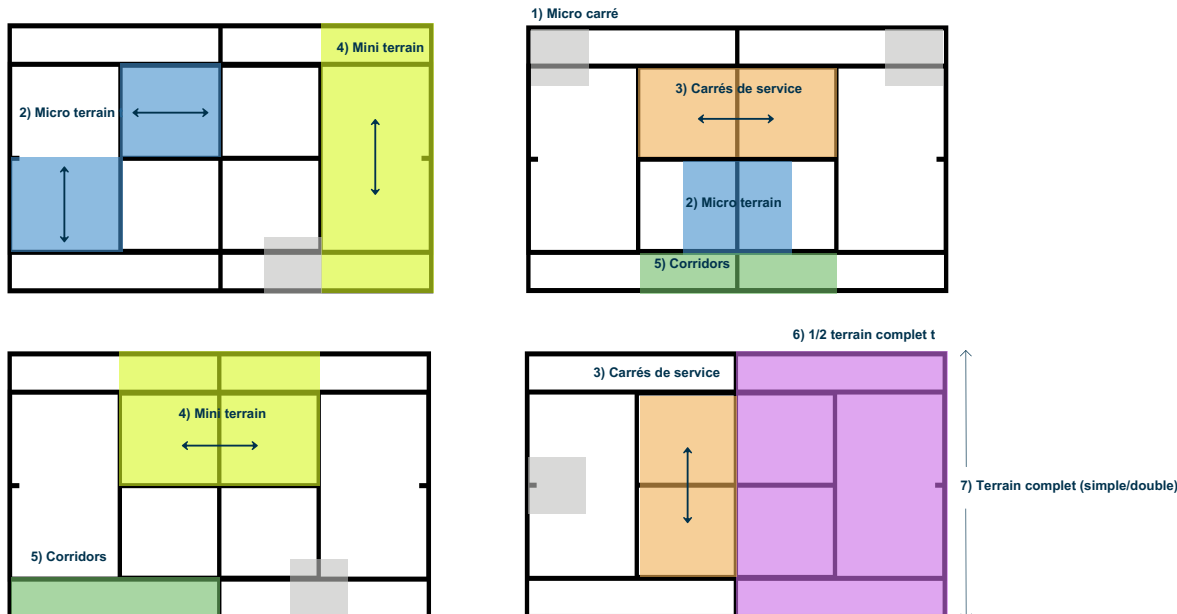 1) Micro carré
4) Mini terrain
2) Micro terrain
3) Carrés de service
2) Micro terrain
5) Corridors
6) 1/2 terrain complet t
3) Carrés de service
4) Mini terrain
7) Terrain complet (simple/double)
5) Corridors